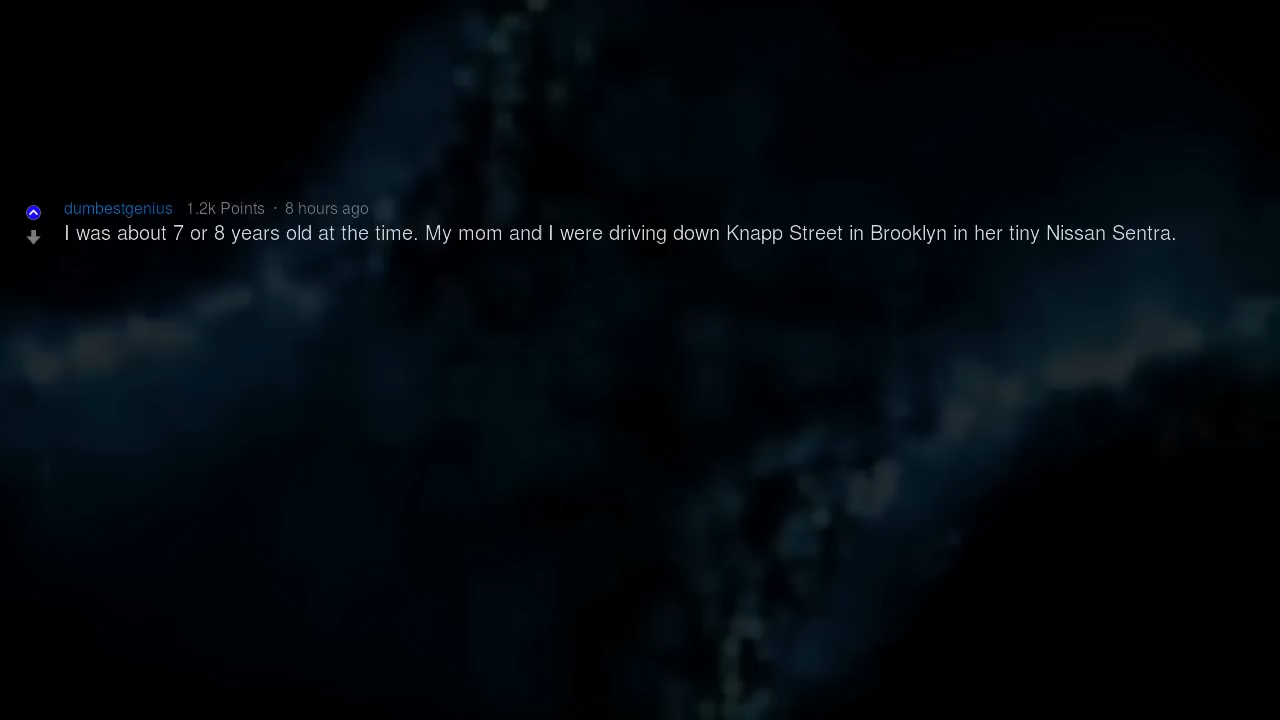 dumbestgenius 1.2k Points · 8 hours ago
I was about 7 or 8 years old at the time. My mom and I were driving down Knapp Street in Brooklyn in her tiny Nissan Sentra.